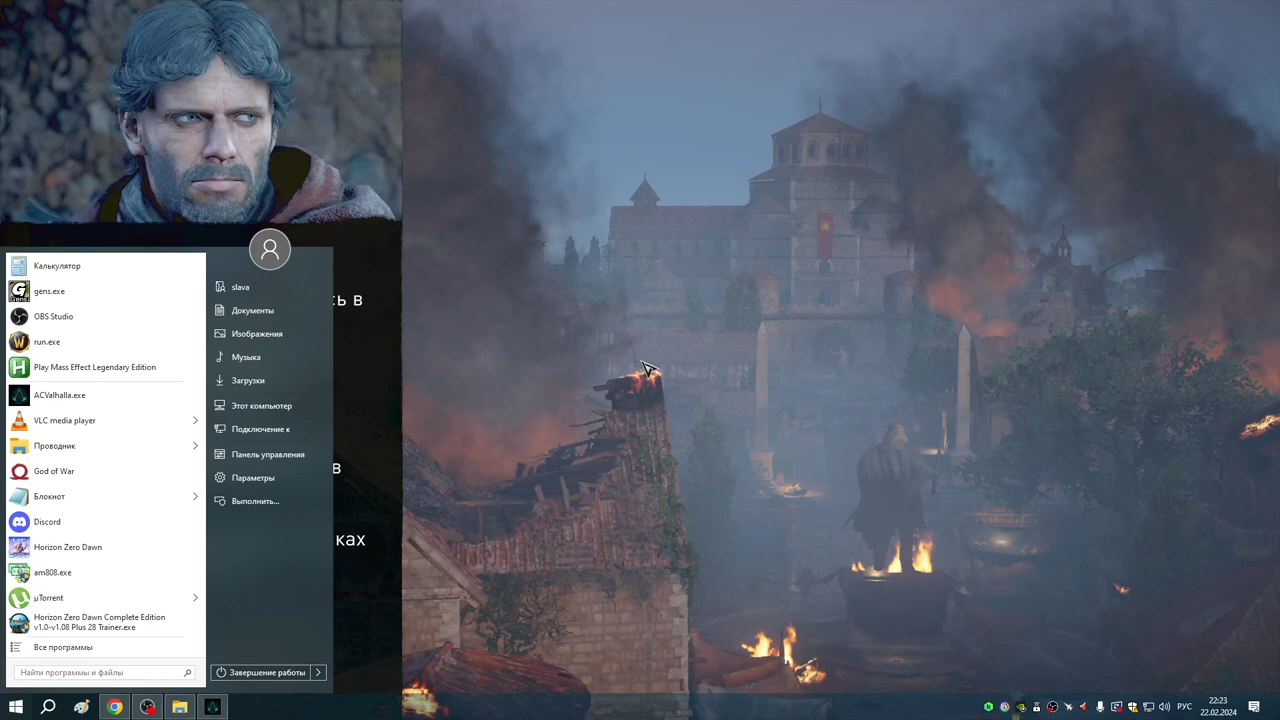 ь в
в
ках
Калькулятор
gens.exe
OBS Studio
run.exe
Play Mass Effect Legendary Edition
ACValhalla.exe
VLC media player
Проводник
God of War
Блокнот
Discord
Horizon Zero Dawn
am808.exe
µTorrent
Horizon Zero Dawn Complete Edition
v1.0-v1.08 Plus 28 Trainer.exe
Все программы
Найти программы и файлы
slava
Документы
Изображения
Музыка
Загрузки
Этот компьютер
Подключение к
Панель управления
Параметры
Выполнить...
Завершение работы
РУС
22:23
22.02.2024